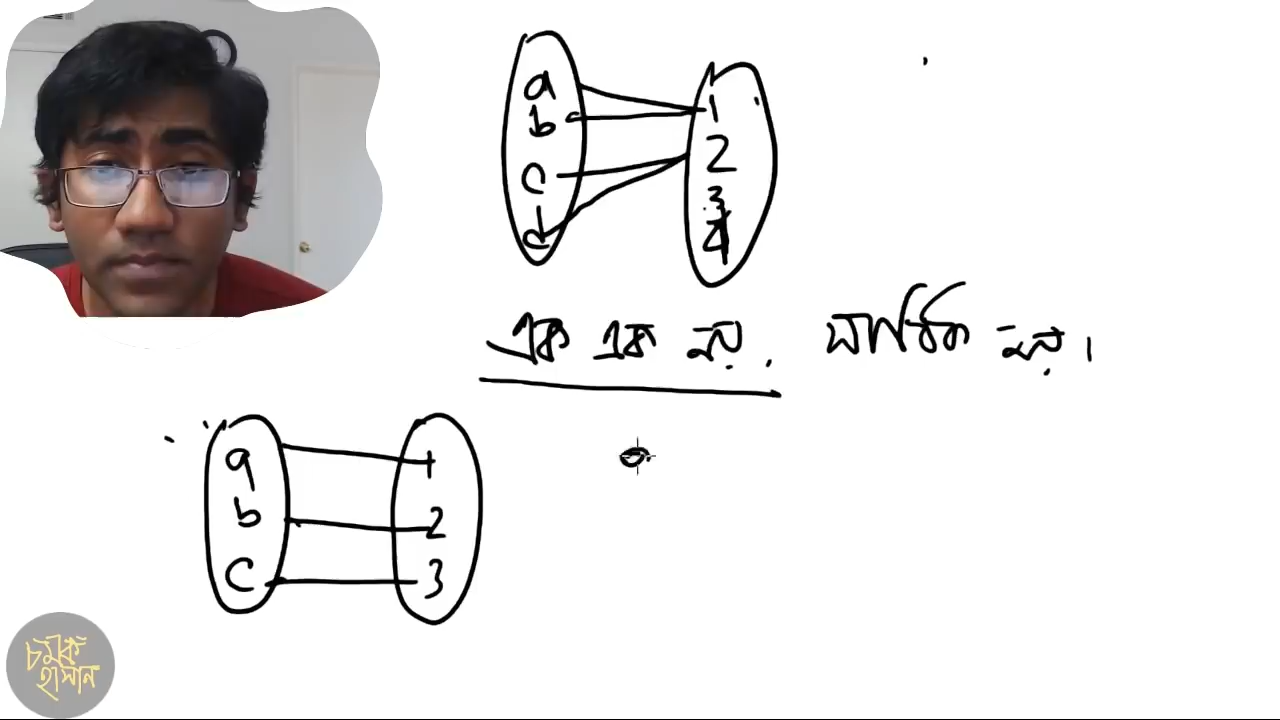 a 1
b 2
c 3
d 4
এক এক নয়. সার্বিক নয়।
a 1
b 2
c 3
চমক
হাসান